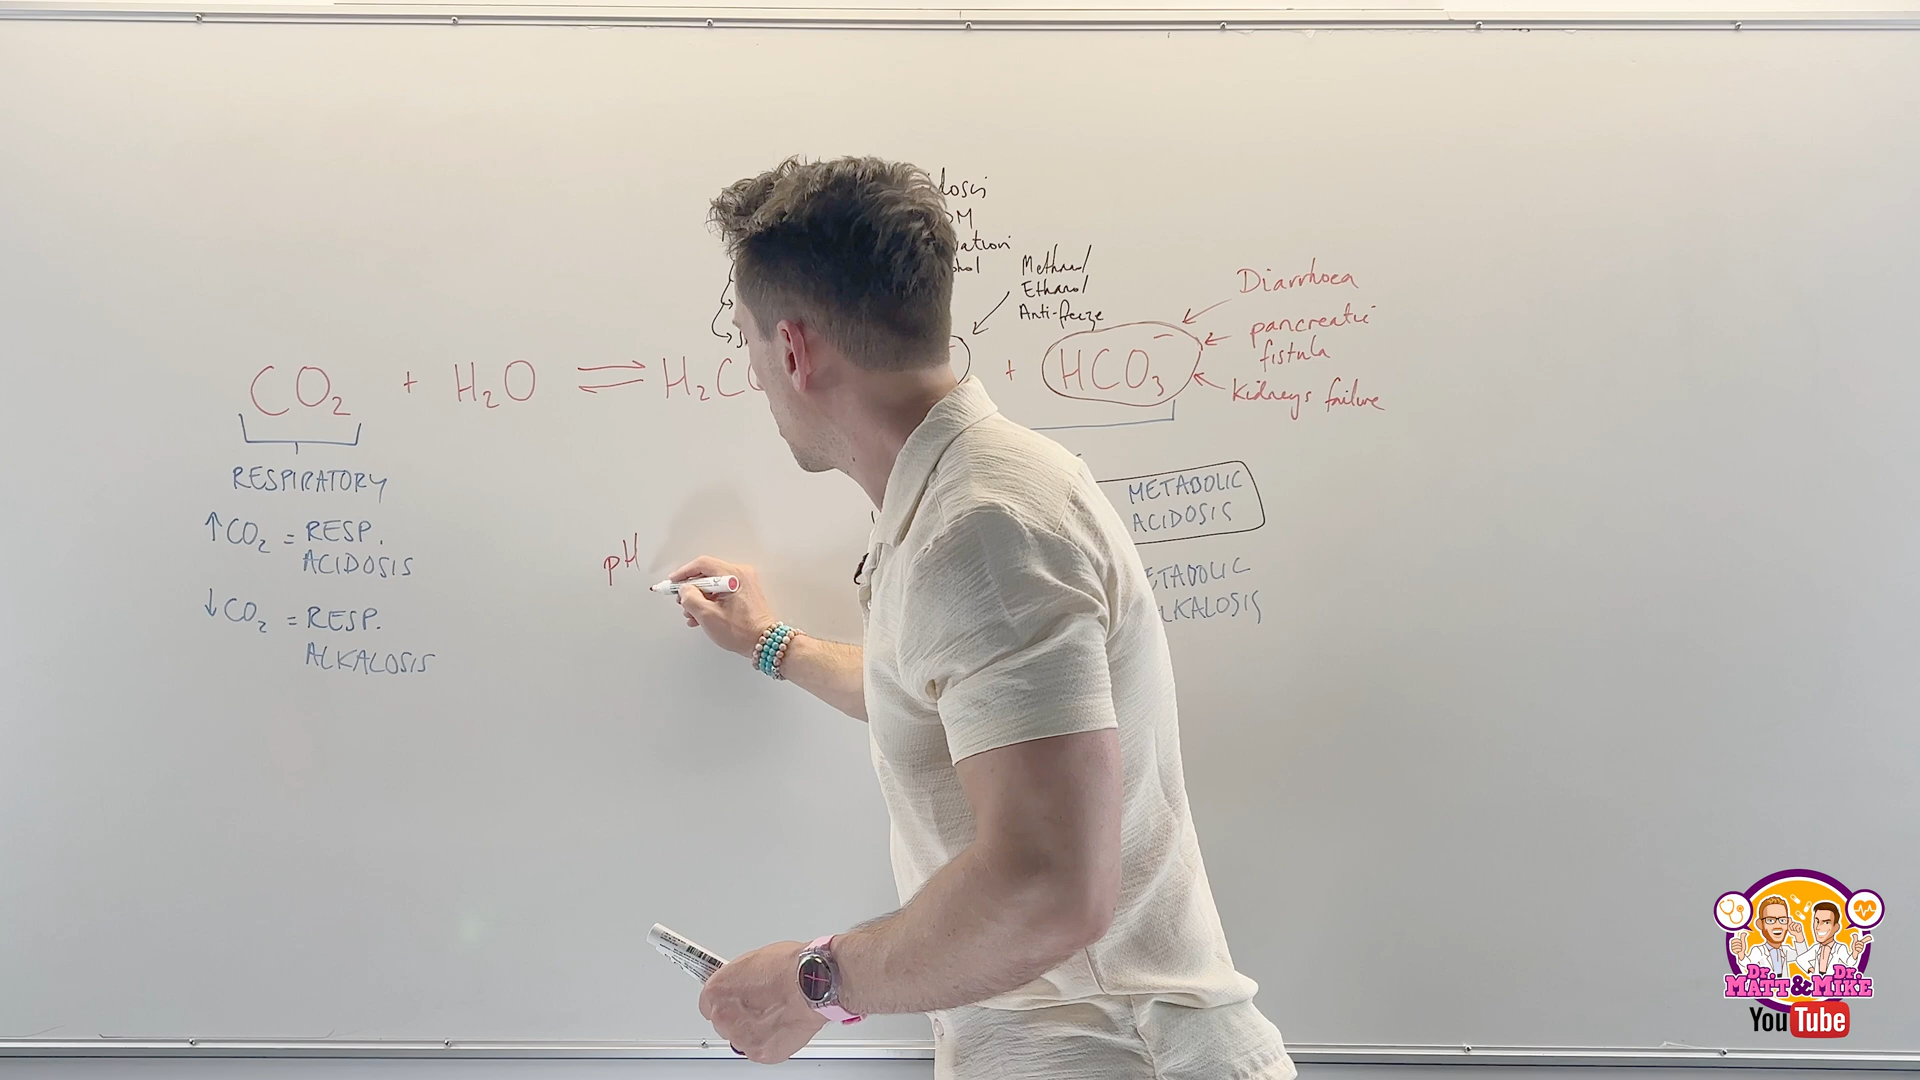 Methanol
Ethanol
Anti-freeze
Diarrhoea
pancreatic
fistula
kidneys failure
CO₂ + H₂O ⇌ H₂C + HCO₃⁻
RESPIRATORY
↑CO₂ = RESP.
ACIDOSIS
↓CO₂ = RESP.
ALKALOSIS
pH
METABOLIC
ACIDOSIS
ETABOLIC
LKALOSIS
Dr. Dr.
MATT & MIKE
YouTube